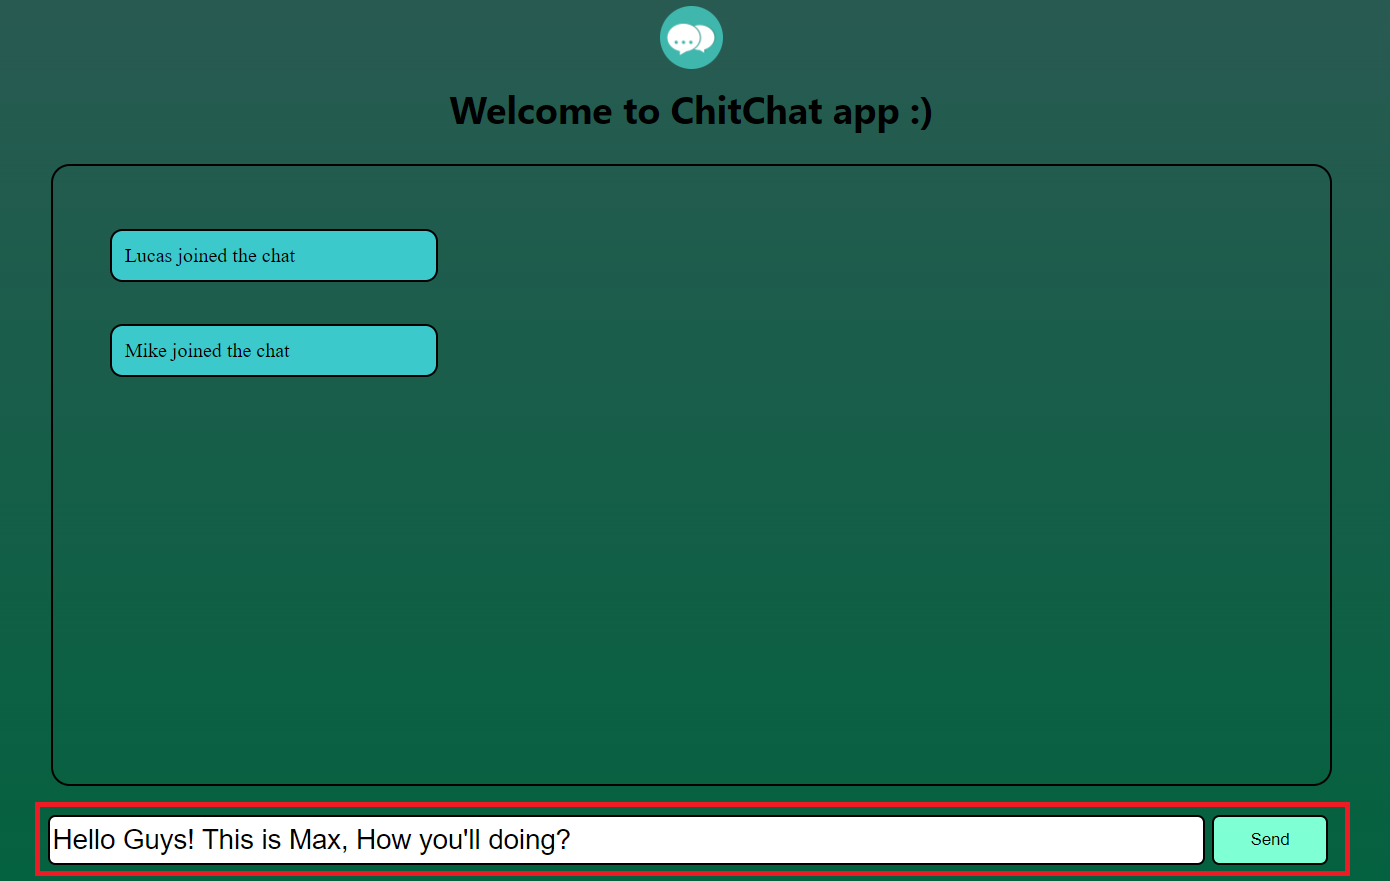 Welcome to ChitChat app :)
Lucas joined the chat
Mike joined the chat
Hello Guys! This is Max, How you'll doing?
Send